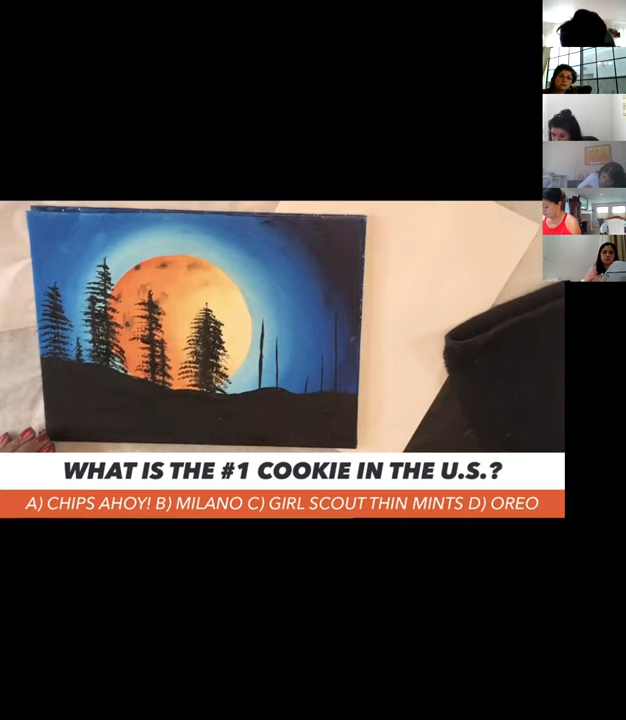 WHAT IS THE #1 COOKIE IN THE U.S.?
A) CHIPS AHOY! B) MILANO C) GIRL SCOUT THIN MINTS D) OREO